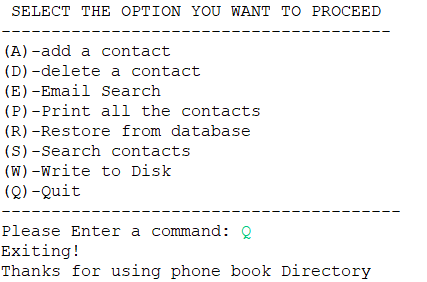 SELECT THE OPTION YOU WANT TO PROCEED
---------------------------------------
(A)-add a contact
(D)-delete a contact
(E)-Email Search
(P)-Print all the contacts
(R)-Restore from database
(S)-Search contacts
(W)-Write to Disk
(Q)-Quit
----------------------------------------
Please Enter a command: Q
Exiting!
Thanks for using phone book Directory